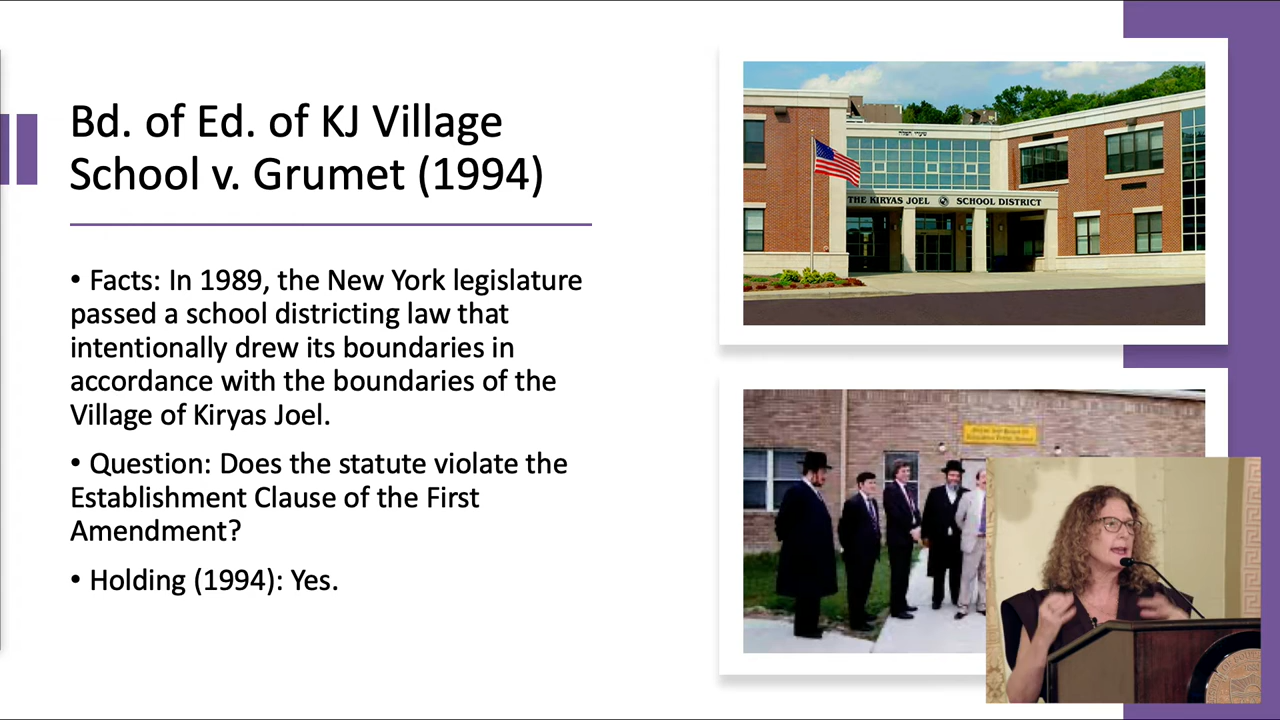 Bd. of Ed. of KJ Village
School v. Grumet (1994)
• Facts: In 1989, the New York legislature
passed a school districting law that
intentionally drew its boundaries in
accordance with the boundaries of the
Village of Kiryas Joel.
• Question: Does the statute violate the
Establishment Clause of the First
Amendment?
• Holding (1994): Yes.
THE KIRYAS JOEL SCHOOL DISTRICT